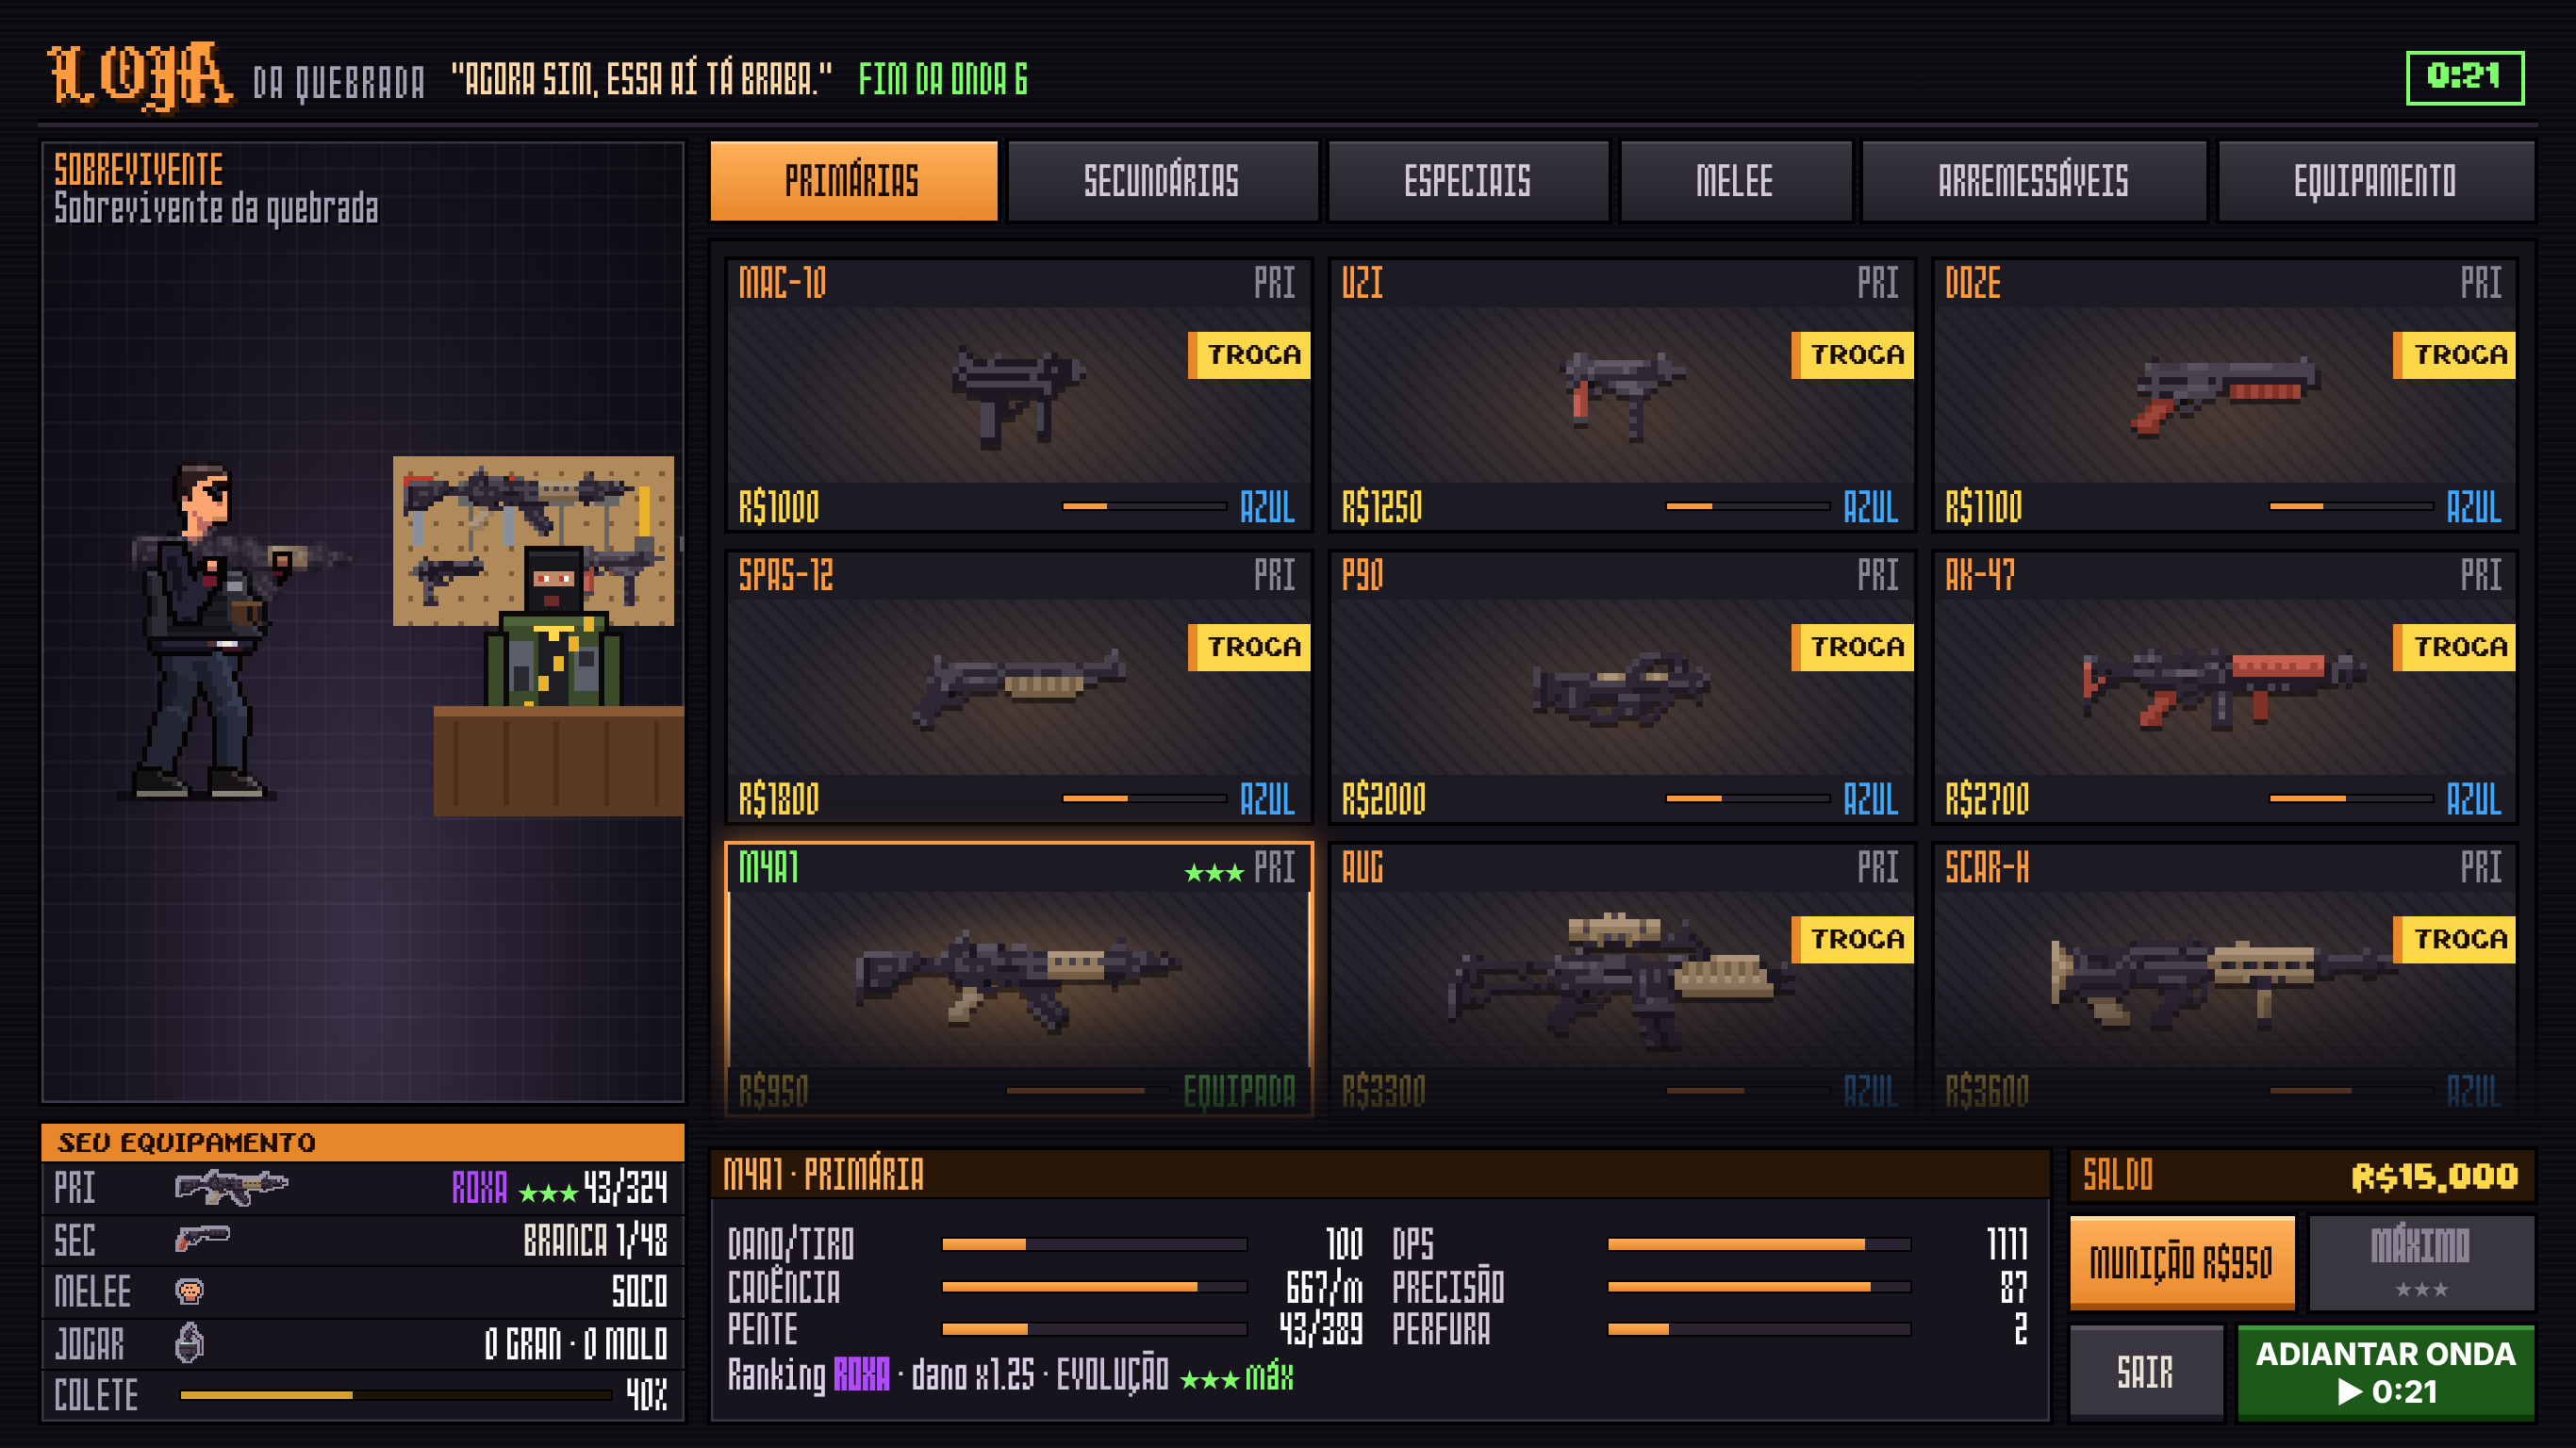 LOJA DA QUEBRADA "AGORA SIM, ESSA AÍ TÁ BRABA." FIM DA ONDA 6 0:21
SOBREVIVENTE
Sobrevivente da quebrada
PRIMÁRIAS SECUNDÁRIAS ESPECIAIS MELEE ARREMESSÁVEIS EQUIPAMENTO
MAC-10 PRI
TROCA
R$1000 AZUL
UZI PRI
TROCA
R$1250 AZUL
DOZE PRI
TROCA
R$1100 AZUL
SPAS-12 PRI
TROCA
R$1800 AZUL
P90 PRI
TROCA
R$2000 AZUL
AK-47 PRI
TROCA
R$2700 AZUL
M4A1 ★★★ PRI
R$950 EQUIPADA
AUG PRI
TROCA
R$3300 AZUL
SCAR-H PRI
TROCA
R$3600 AZUL
SEU EQUIPAMENTO
PRI ROXA ★★★ 43/324
SEC BRANCA 1/48
MELEE SOCO
JOGAR 0 GRAN · 0 MOLO
COLETE 40%
M4A1 · PRIMÁRIA
DANO/TIRO 100 DPS 1111
CADÊNCIA 667/m PRECISÃO 87
PENTE 43/389 PERFURA 2
Ranking ROXA · dano x1.25 · EVOLUÇÃO ★★★ máx
SALDO R$15.000
MUNIÇÃO R$950
MÁXIMO
★★★
SAIR
ADIANTAR ONDA
▶ 0:21